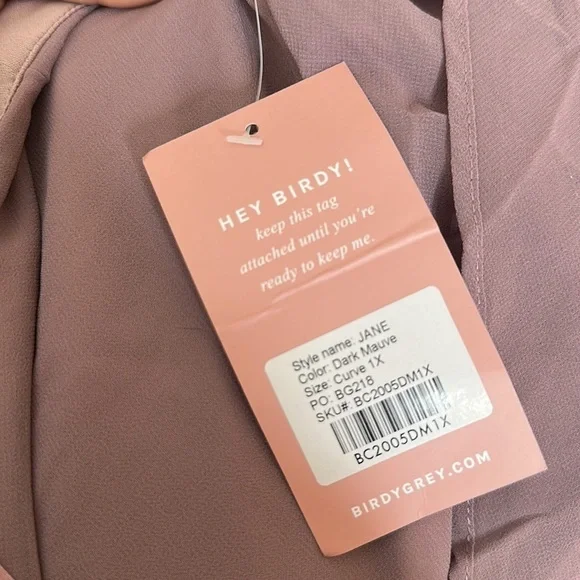 HEY BIRDY!
keep this tag
attached until you're
ready to keep me.
Style name: JANE
Color: Dark Mauve
Size: Curve 1X
PO: BG218
SKU#: BC2005DM1X
BC2005DM1X
BIRDYGREY.COM